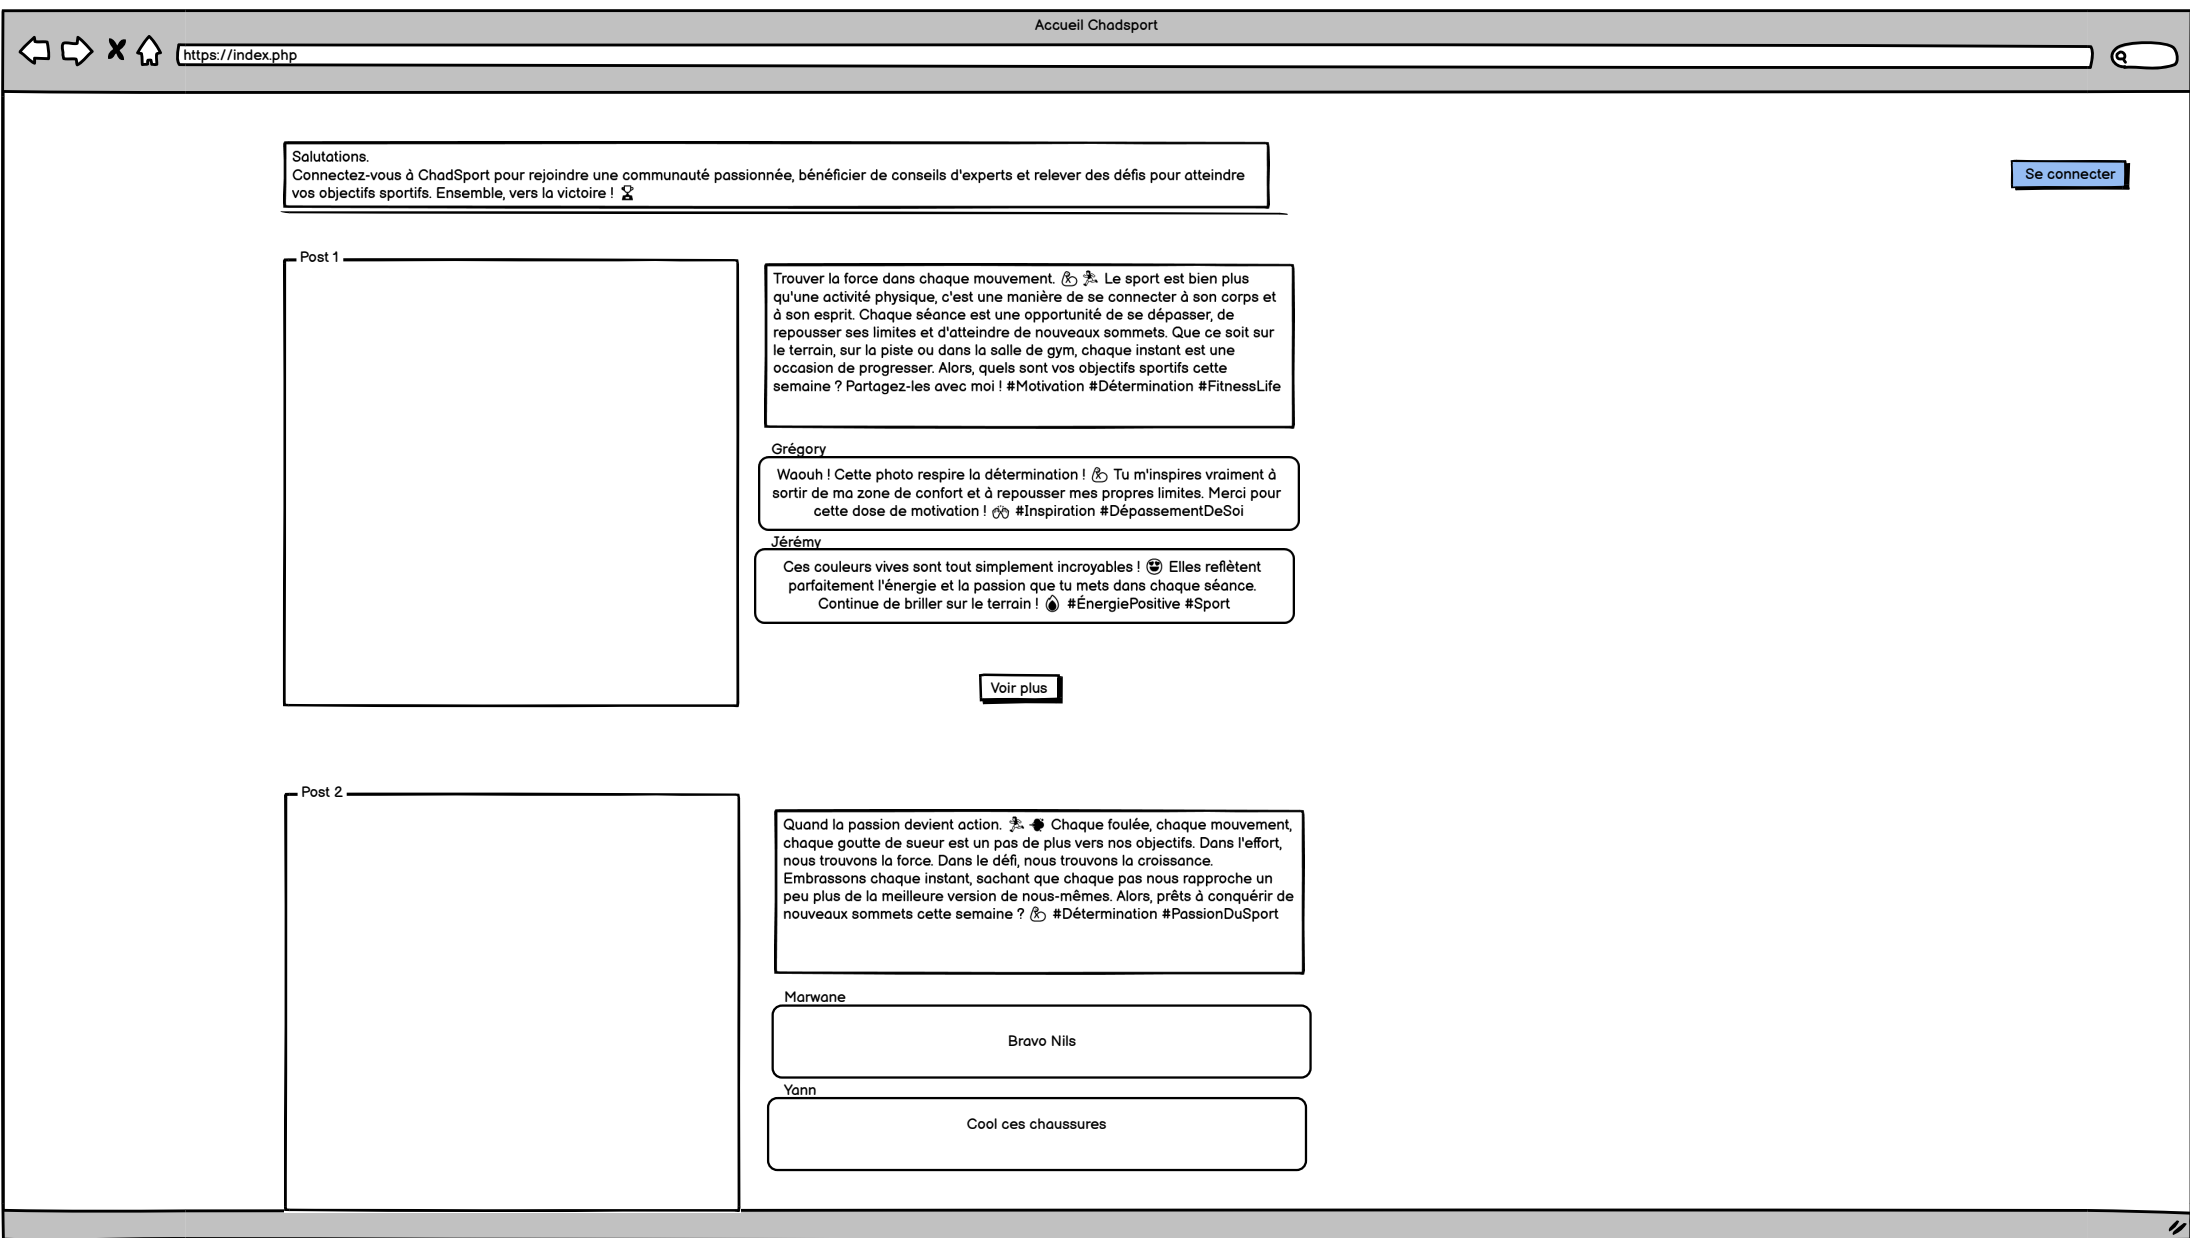 Accueil Chadsport
https://index.php
Salutations.
Connectez-vous à ChadSport pour rejoindre une communauté passionnée, bénéficier de conseils d'experts et relever des défis pour atteindre
vos objectifs sportifs. Ensemble, vers la victoire ! 🏆
Se connecter
Post 1
Trouver la force dans chaque mouvement. 💪🏃 Le sport est bien plus
qu'une activité physique, c'est une manière de se connecter à son corps et
à son esprit. Chaque séance est une opportunité de se dépasser, de
repousser ses limites et d'atteindre de nouveaux sommets. Que ce soit sur
le terrain, sur la piste ou dans la salle de gym, chaque instant est une
occasion de progresser. Alors, quels sont vos objectifs sportifs cette
semaine ? Partagez-les avec moi ! #Motivation #Détermination #FitnessLife
Grégory
Waouh ! Cette photo respire la détermination ! 💪 Tu m'inspires vraiment à
sortir de ma zone de confort et à repousser mes propres limites. Merci pour
cette dose de motivation ! 🙌 #Inspiration #DépassementDeSoi
Jérémy
Ces couleurs vives sont tout simplement incroyables ! 😍 Elles reflètent
parfaitement l'énergie et la passion que tu mets dans chaque séance.
Continue de briller sur le terrain ! 🔥 #ÉnergiePositive #Sport
Voir plus
Post 2
Quand la passion devient action. 🏃 Chaque foulée, chaque mouvement,
chaque goutte de sueur est un pas de plus vers nos objectifs. Dans l'effort,
nous trouvons la force. Dans le défi, nous trouvons la croissance.
Embrassons chaque instant, sachant que chaque pas nous rapproche un
peu plus de la meilleure version de nous-mêmes. Alors, prêts à conquérir de
nouveaux sommets cette semaine ? 💪 #Détermination #PassionDuSport
Marwane
Bravo Nils
Yann
Cool ces chaussures